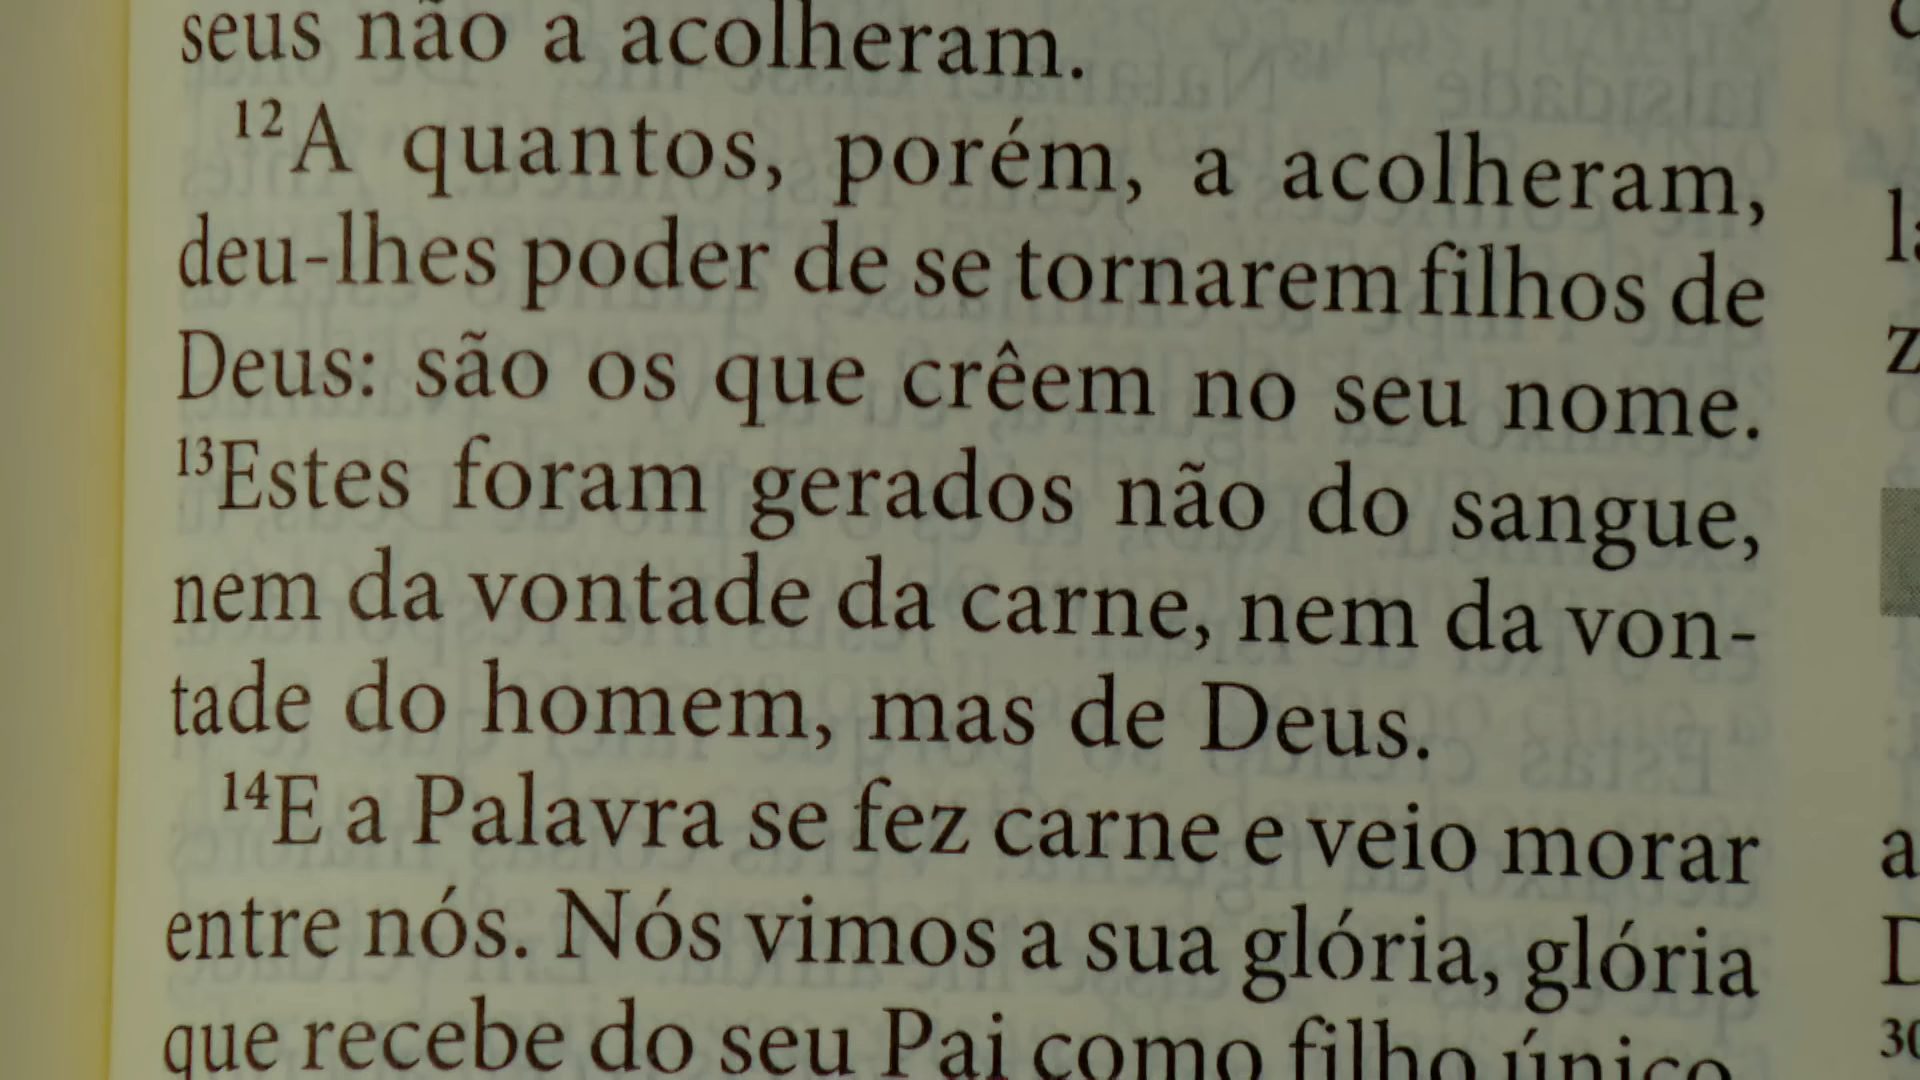 seus não a acolheram.
12A quantos, porém, a acolheram,
deu-lhes poder de se tornarem filhos de
Deus: são os que crêem no seu nome.
13Estes foram gerados não do sangue,
nem da vontade da carne, nem da von-
tade do homem, mas de Deus.
14E a Palavra se fez carne e veio morar
entre nós. Nós vimos a sua glória, glória
que recebe do seu Pai como filho único
30